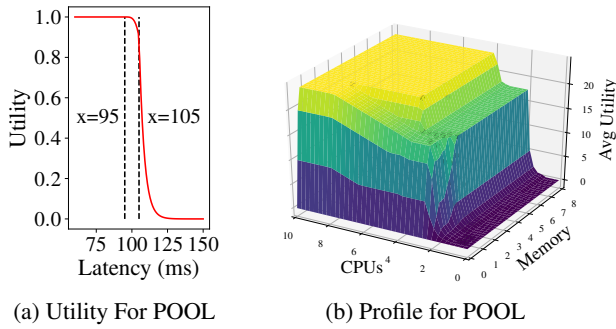 1.0
0.8
0.6
0.4
0.2
0.0
Utility
x=95 x=105
75 100 125 150
Latency (ms)
(a) Utility For POOL
20
15
10
5
0
Avg Utility
10 8 6 4 2 0
CPUs
0 1 2 3 4 5 6 7 8
Memory
(b) Profile for POOL